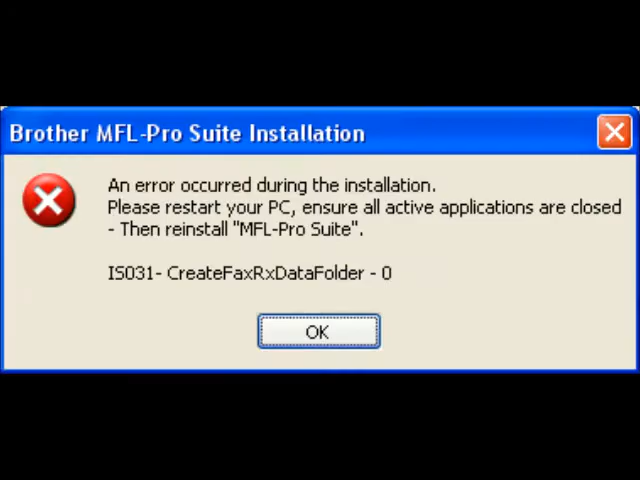 Brother MFL-Pro Suite Installation
An error occurred during the installation.
Please restart your PC, ensure all active applications are closed
- Then reinstall "MFL-Pro Suite".
IS031- CreateFaxRxDataFolder - 0
OK